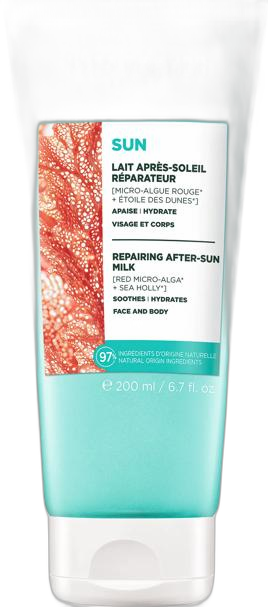 SUN
LAIT APRÈS-SOLEIL
RÉPARATEUR
[MICRO-ALGUE ROUGE*
+ ÉTOILE DES DUNES*]
APAISE | HYDRATE
VISAGE ET CORPS
REPAIRING AFTER-SUN
MILK
[RED MICRO-ALGA*
+ SEA HOLLY*]
SOOTHES | HYDRATES
FACE AND BODY
97%
INGRÉDIENTS D'ORIGINE NATURELLE
NATURAL ORIGIN INGREDIENTS
℮ 200 ml / 6.7 fl. oz